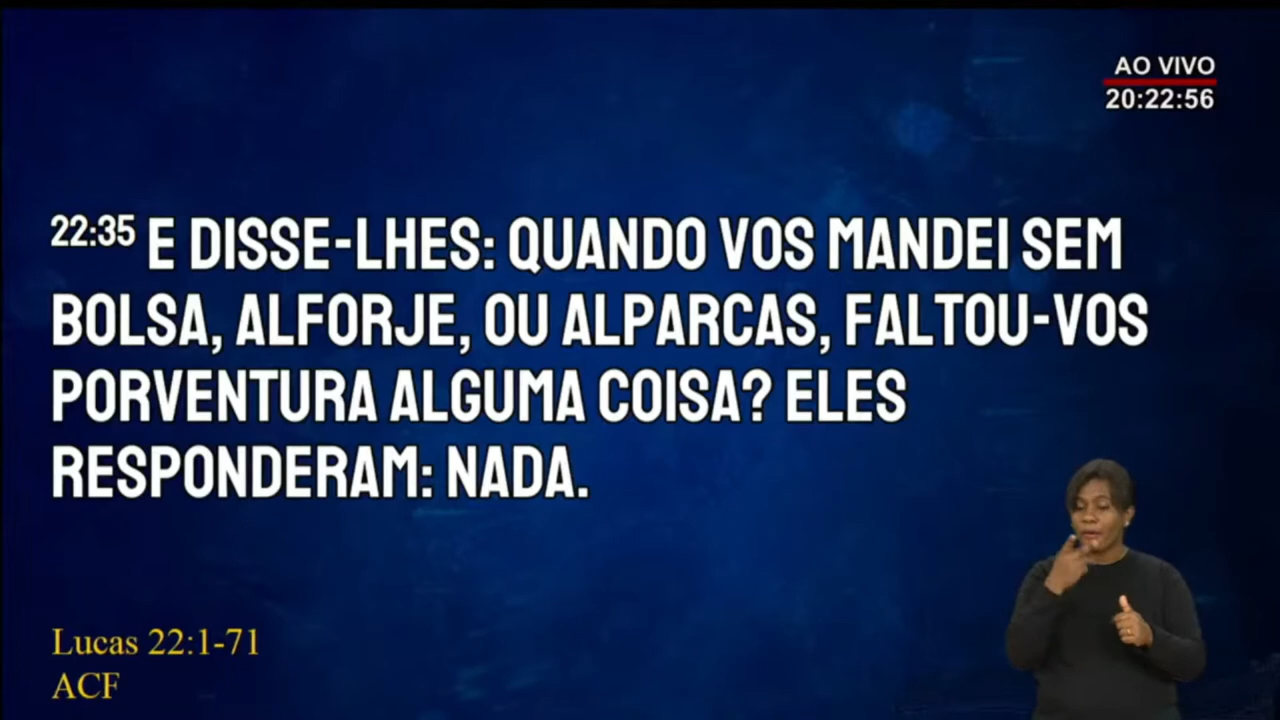 AO VIVO
20:22:56
22:35 E DISSE-LHES: QUANDO VOS MANDEI SEM
BOLSA, ALFORJE, OU ALPARCAS, FALTOU-VOS
PORVENTURA ALGUMA COISA? ELES
RESPONDERAM: NADA.
Lucas 22:1-71
ACF